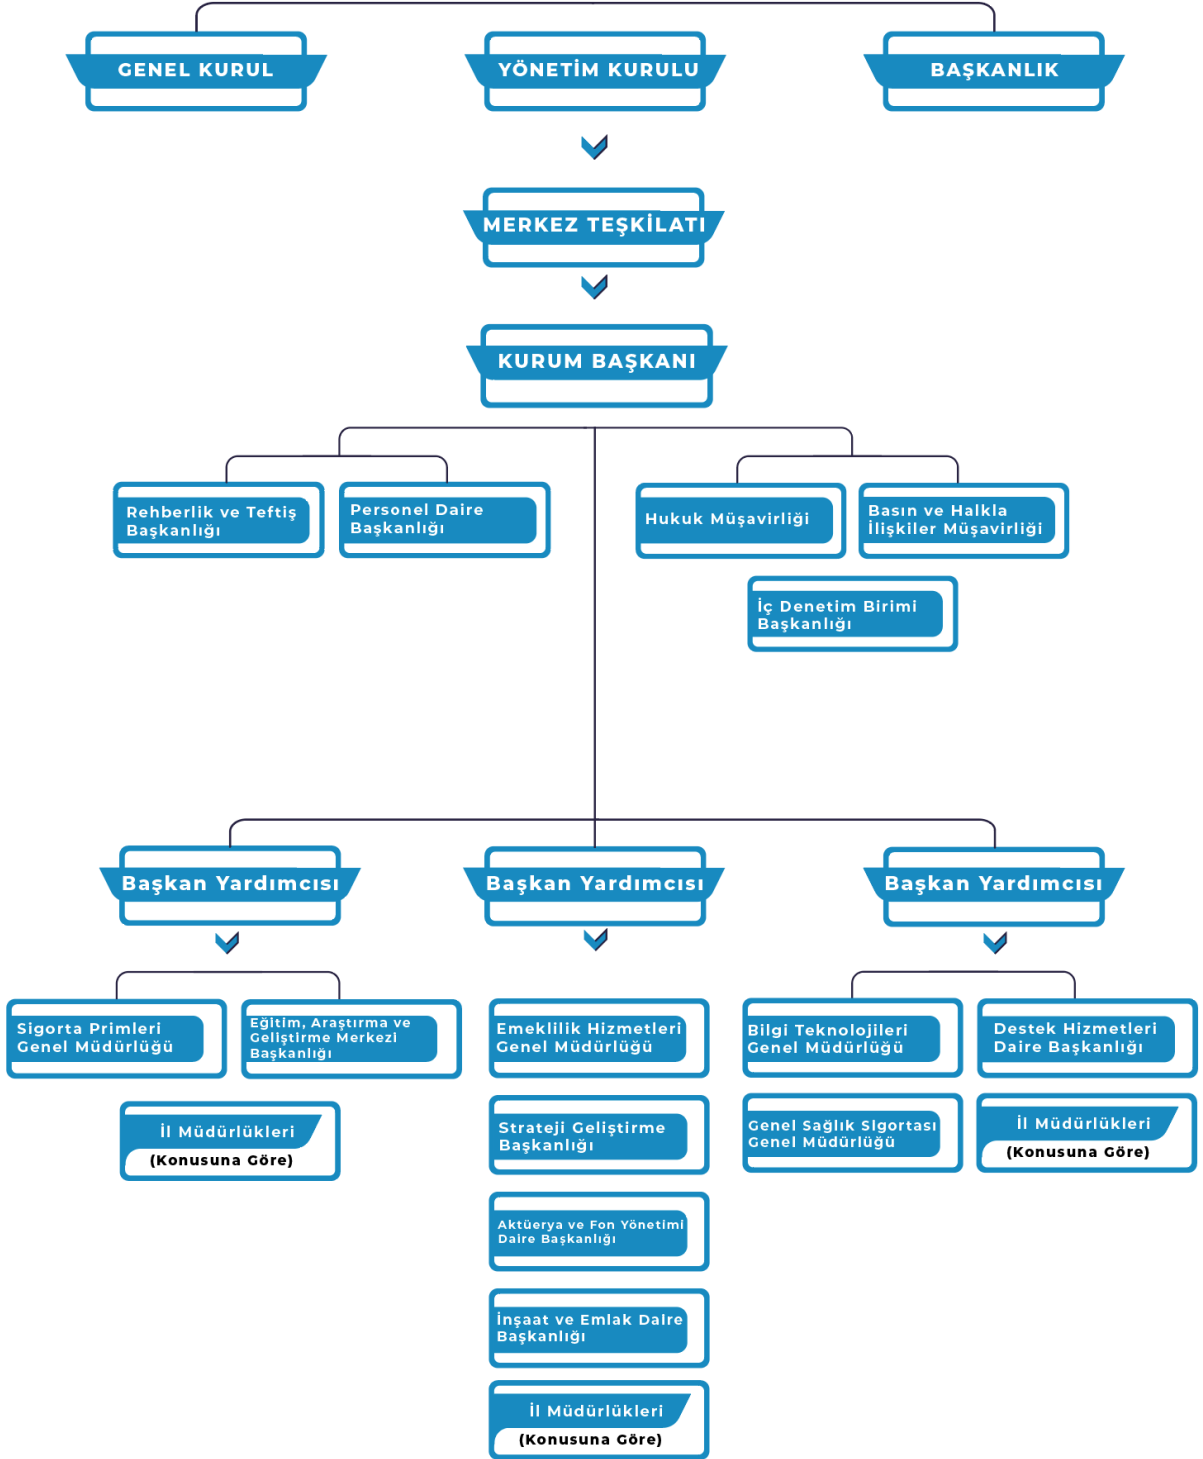 GENEL KURUL
YÖNETİM KURULU
BAŞKANLIK
MERKEZ TEŞKİLATI
KURUM BAŞKANI
Rehberlik ve Teftiş
Başkanlığı
Personel Daire
Başkanlığı
Hukuk Müşavirliği
Basın ve Halkla
İlişkiler Müşavirliği
İç Denetim Birimi
Başkanlığı
Başkan Yardımcısı
Başkan Yardımcısı
Başkan Yardımcısı
Sigorta Primleri
Genel Müdürlüğü
Eğitim, Araştırma ve
Geliştirme Merkezi
Başkanlığı
İl Müdürlükleri
(Konusuna Göre)
Emeklilik Hizmetleri
Genel Müdürlüğü
Strateji Geliştirme
Başkanlığı
Aktüerya ve Fon Yönetimi
Daire Başkanlığı
İnşaat ve Emlak DaIre
Başkanlığı
İl Müdürlükleri
(Konusuna Göre)
Bilgi Teknolojileri
Genel Müdürlüğü
Destek Hizmetleri
Daire Başkanlığı
Genel Sağlık SIgortası
Genel Müdürlüğü
İl Müdürlükleri
(Konusuna Göre)